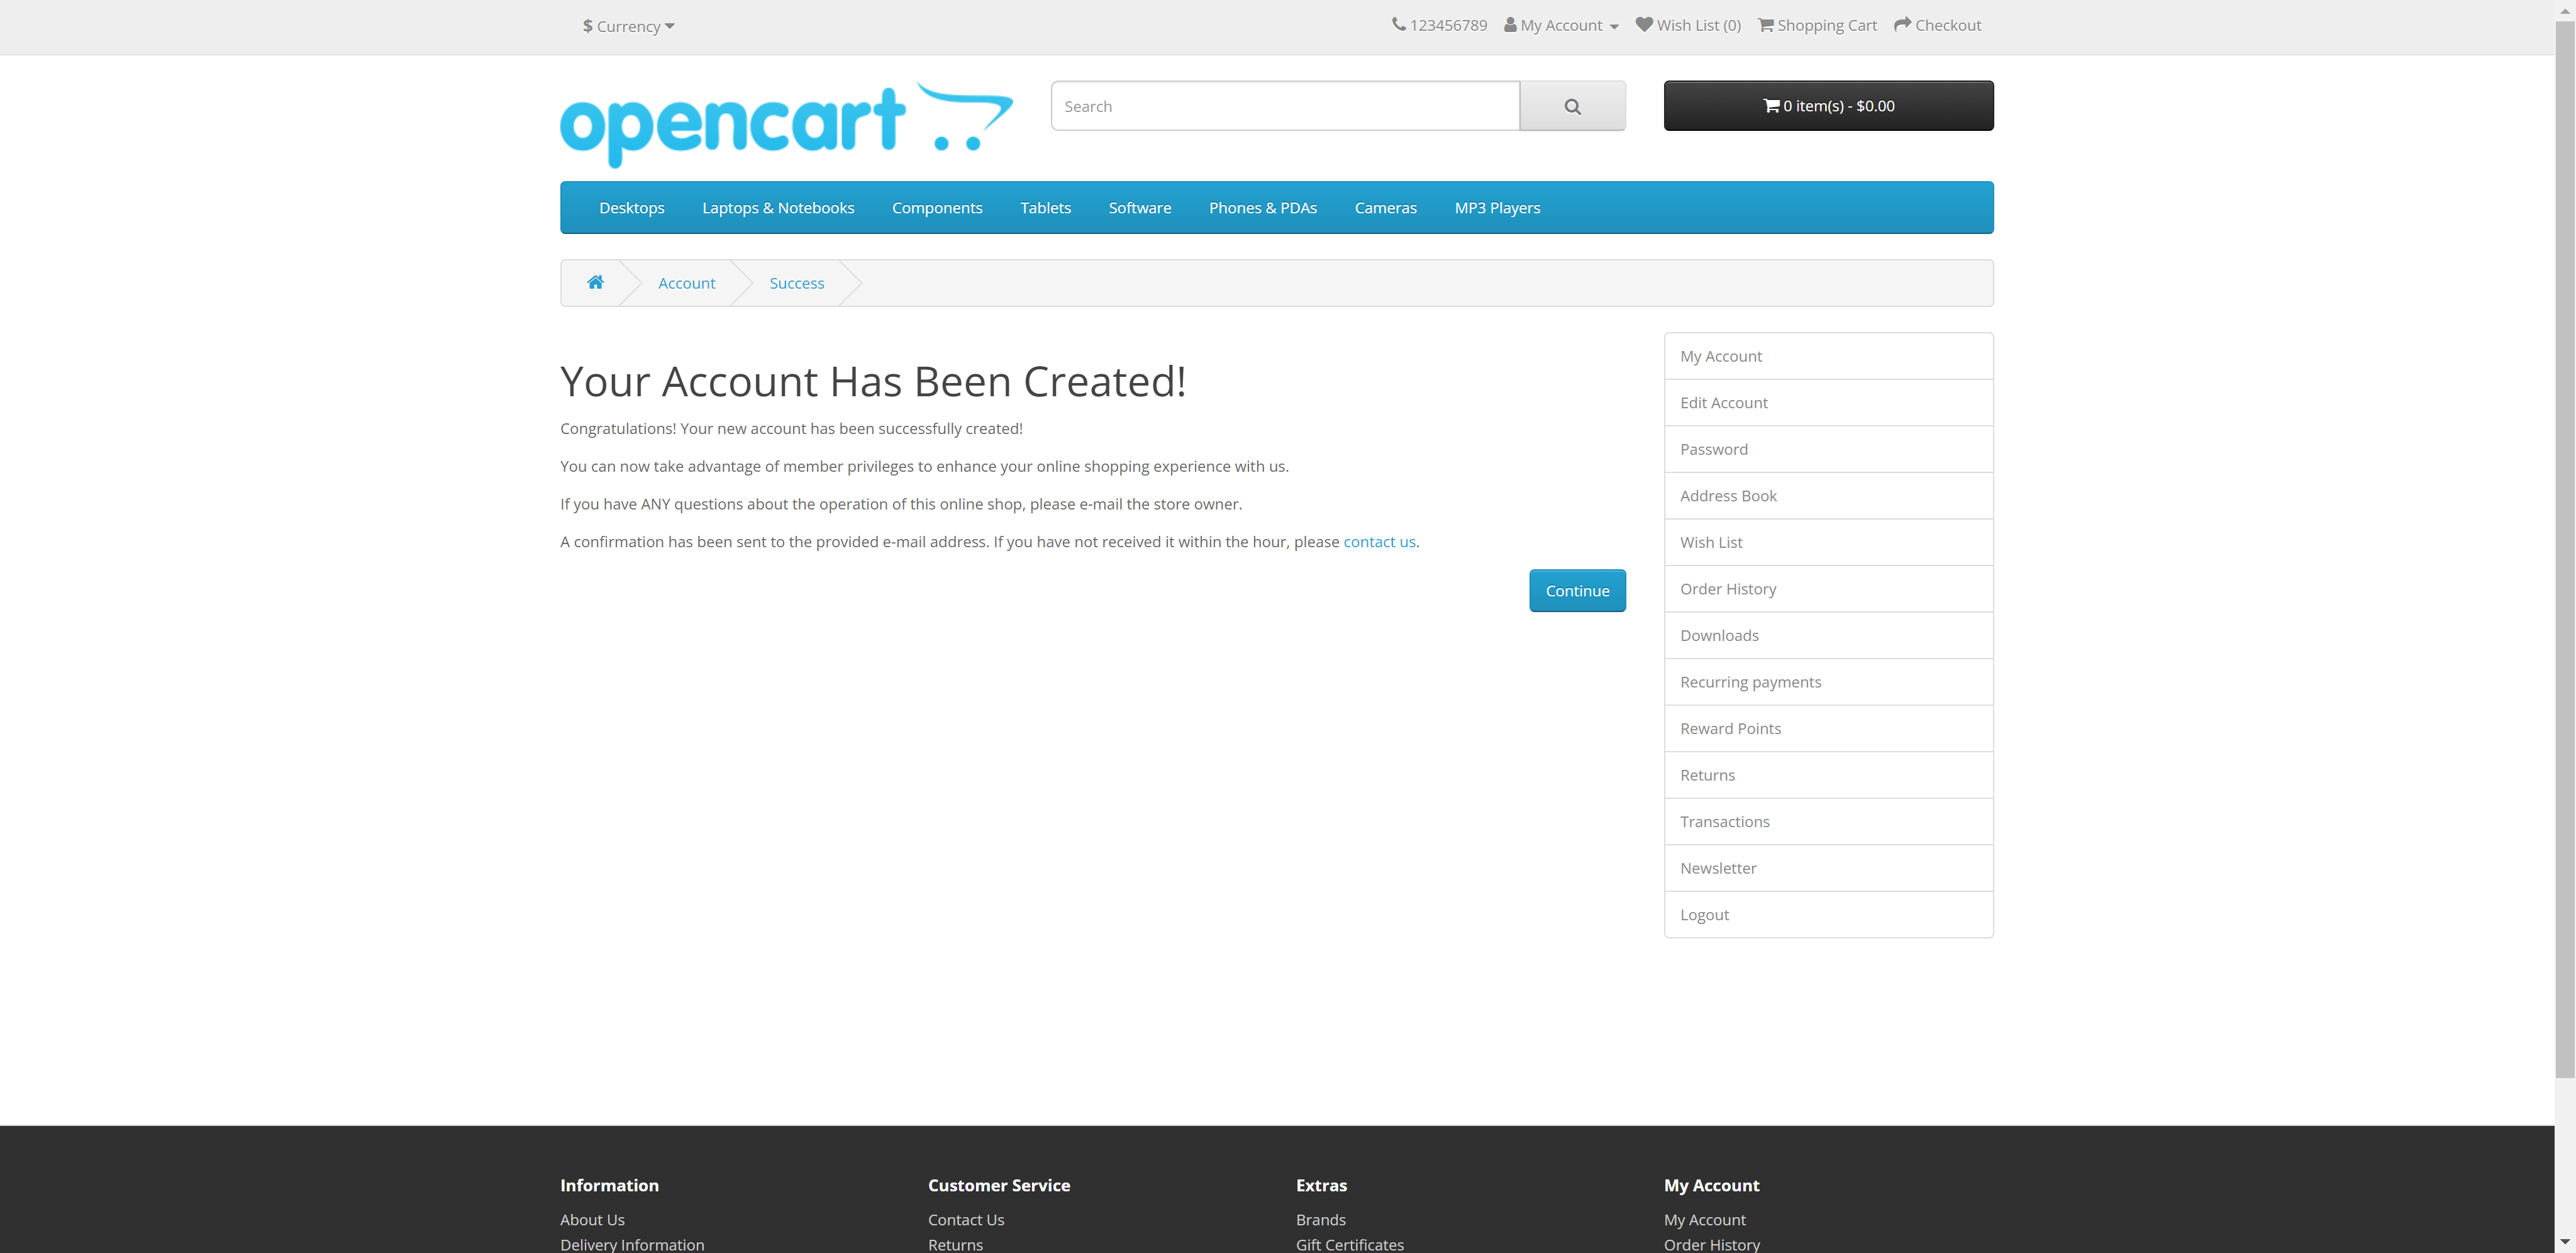 $ Currency
123456789 My Account Wish List (0) Shopping Cart Checkout
opencart
Search
0 item(s) - $0.00
Desktops Laptops & Notebooks Components Tablets Software Phones & PDAs Cameras MP3 Players
Account Success
Your Account Has Been Created!
Congratulations! Your new account has been successfully created!
You can now take advantage of member privileges to enhance your online shopping experience with us.
If you have ANY questions about the operation of this online shop, please e-mail the store owner.
A confirmation has been sent to the provided e-mail address. If you have not received it within the hour, please contact us.
Continue
My Account
Edit Account
Password
Address Book
Wish List
Order History
Downloads
Recurring payments
Reward Points
Returns
Transactions
Newsletter
Logout
Information
About Us
Delivery Information
Customer Service
Contact Us
Returns
Extras
Brands
Gift Certificates
My Account
My Account
Order History